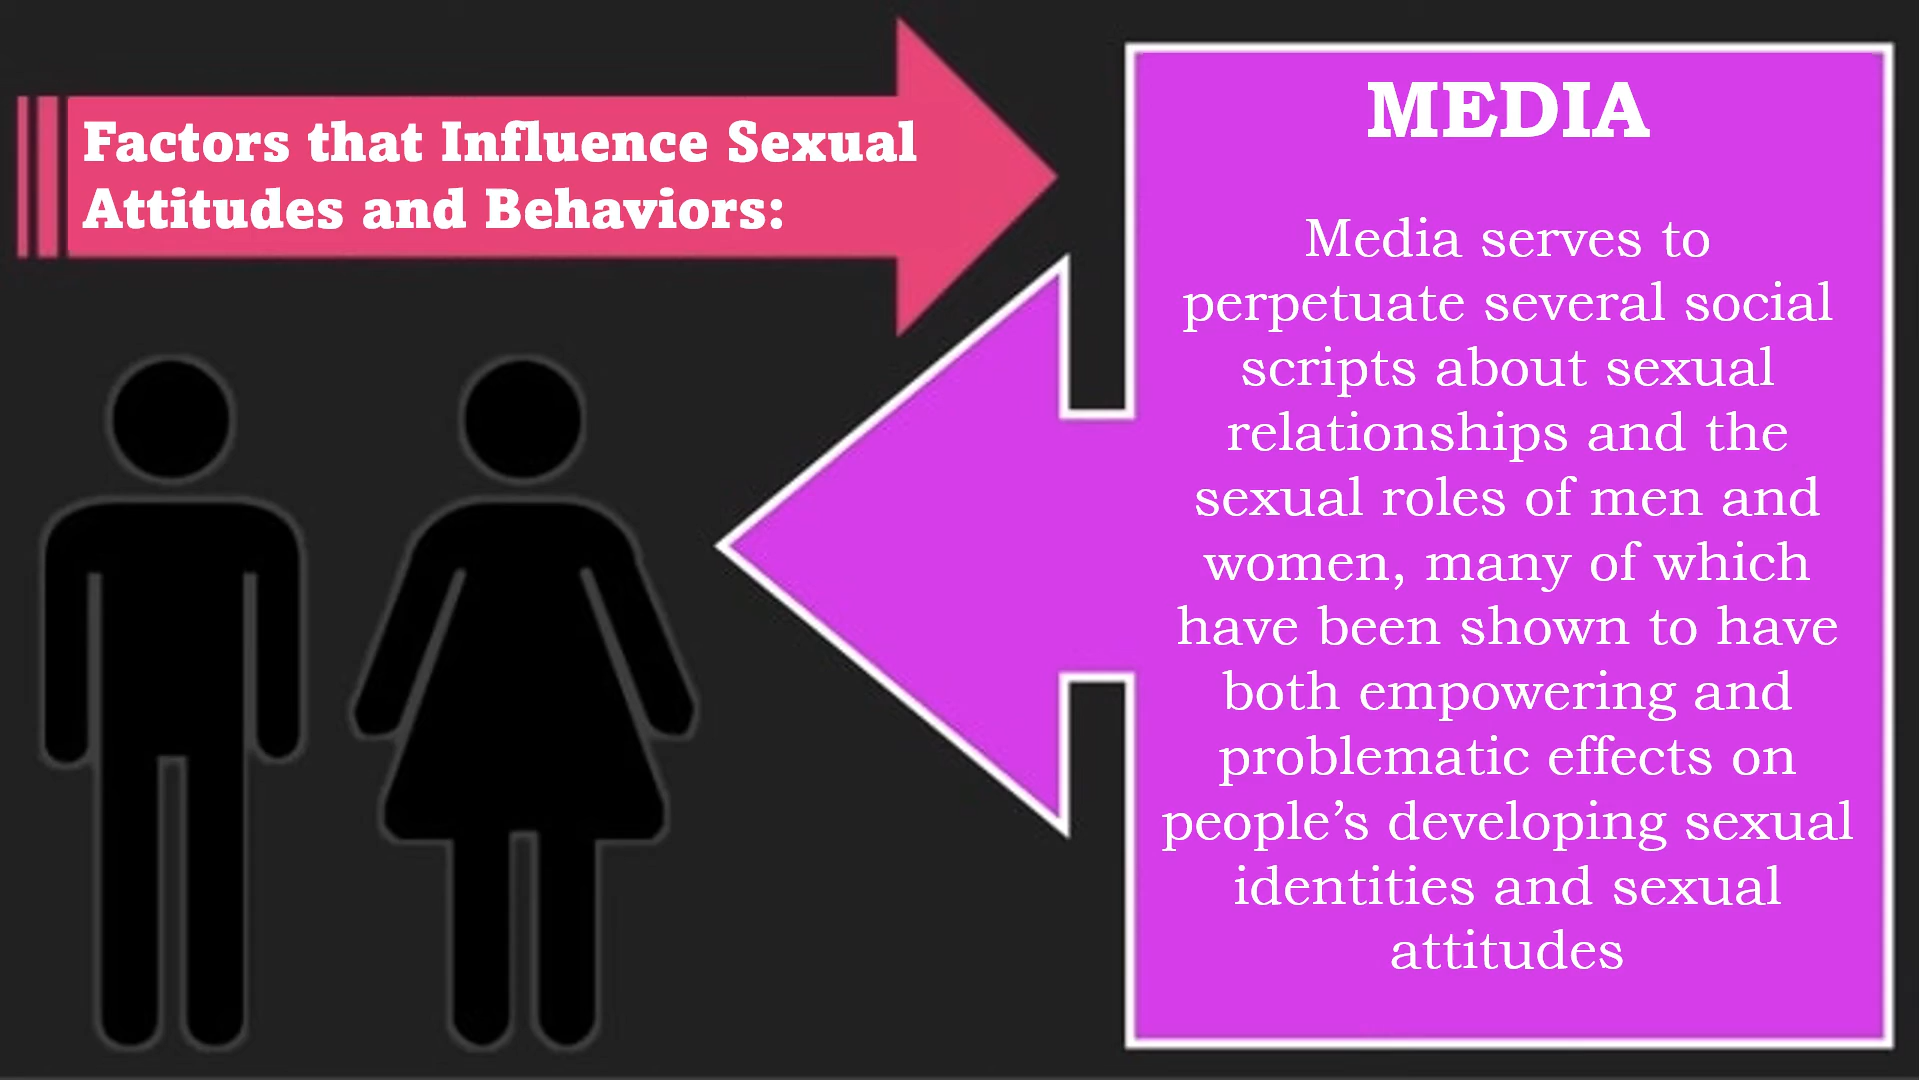 Factors that Influence Sexual
Attitudes and Behaviors:
MEDIA
Media serves to
perpetuate several social
scripts about sexual
relationships and the
sexual roles of men and
women, many of which
have been shown to have
both empowering and
problematic effects on
people’s developing sexual
identities and sexual
attitudes